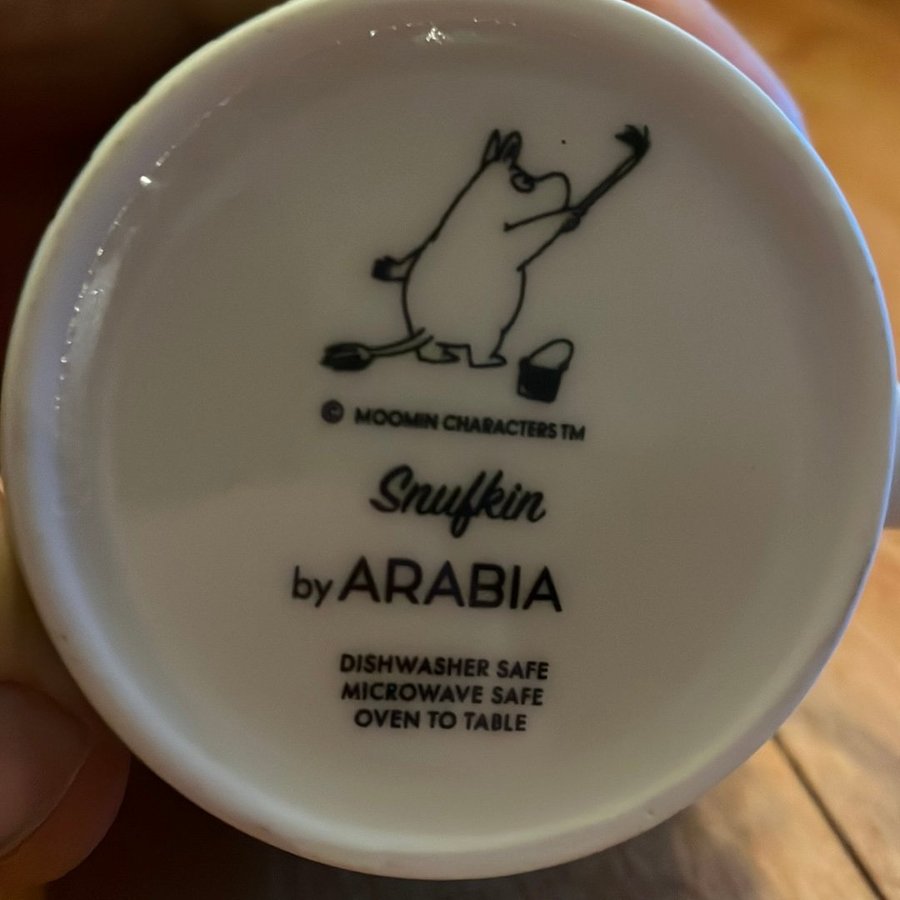 © MOOMIN CHARACTERS TM
Snufkin
by ARABIA
DISHWASHER SAFE
MICROWAVE SAFE
OVEN TO TABLE